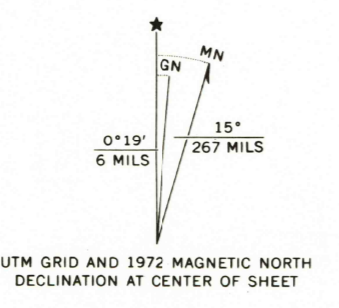 ★
MN
GN
0°19'
6 MILS
15°
267 MILS
UTM GRID AND 1972 MAGNETIC NORTH
DECLINATION AT CENTER OF SHEET